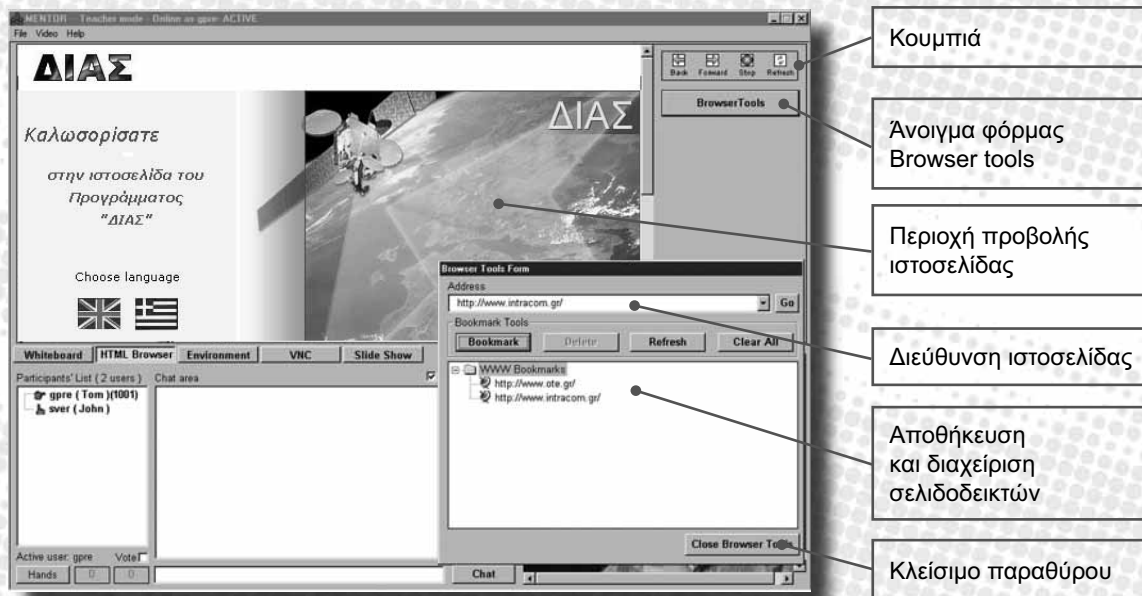 MENTOR - Teacher mode - Online as gpre- ACTIVE
File Video Help
ΔΙΑΣ
ΔΙΑΣ
Καλωσορίσατε
στην ιστοσελίδα του
Προγράμματος
"ΔΙΑΣ"
Choose language
Back Forward Stop Refresh
BrowserTools
Whiteboard HTML Browser Environment VNC Slide Show
Participants' List ( 2 users ) Chat area
gpre ( Tom )(1001)
sver ( John )
Active user: gpre Vote
Hands 0 0
Chat
Browser Tools Form
Address
http://www.intracom.gr/ Go
Bookmark Tools
Bookmark Delete Refresh Clear All
WWW Bookmarks
http://www.ote.gr/
http://www.intracom.gr/
Close Browser Tools
Κουμπιά
Άνοιγμα φόρμας
Browser tools
Περιοχή προβολής
ιστοσελίδας
Διεύθυνση ιστοσελίδας
Αποθήκευση
και διαχείριση
σελιδοδεικτών
Κλείσιμο παραθύρου